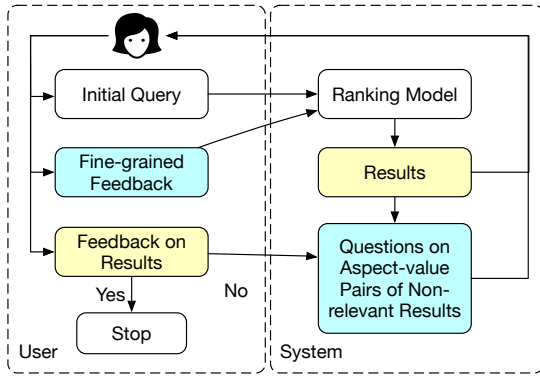 Initial Query
Ranking Model
Fine-grained
Feedback
Results
Feedback on
Results
Questions on
Aspect-value
Pairs of Non-
relevant Results
Yes
No
Stop
User
System